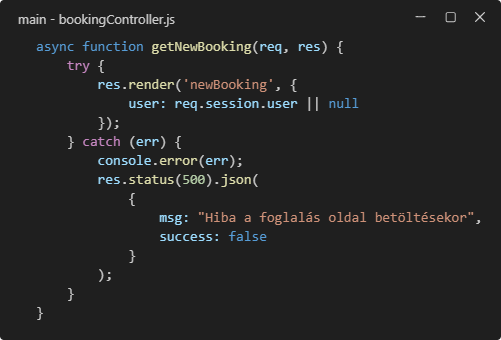 main - bookingController.js
async function getNewBooking(req, res) {
    try {
        res.render('newBooking', {
            user: req.session.user || null
        });
    } catch (err) {
        console.error(err);
        res.status(500).json(
            {
                msg: "Hiba a foglalás oldal betöltésekor",
                success: false
            }
        );
    }
}